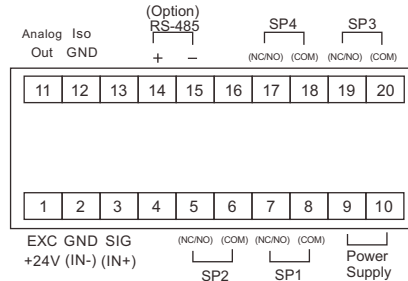 (Option)
RS-485
SP4
SP3
Analog Iso
Out GND
+ –
(NC/NO) (COM) (NC/NO) (COM)
11 12 13 14 15 16 17 18 19 20
1 2 3 4 5 6 7 8 9 10
EXC GND SIG
+24V (IN-) (IN+)
(NC/NO) (COM) (NC/NO) (COM)
SP2 SP1
Power
Supply